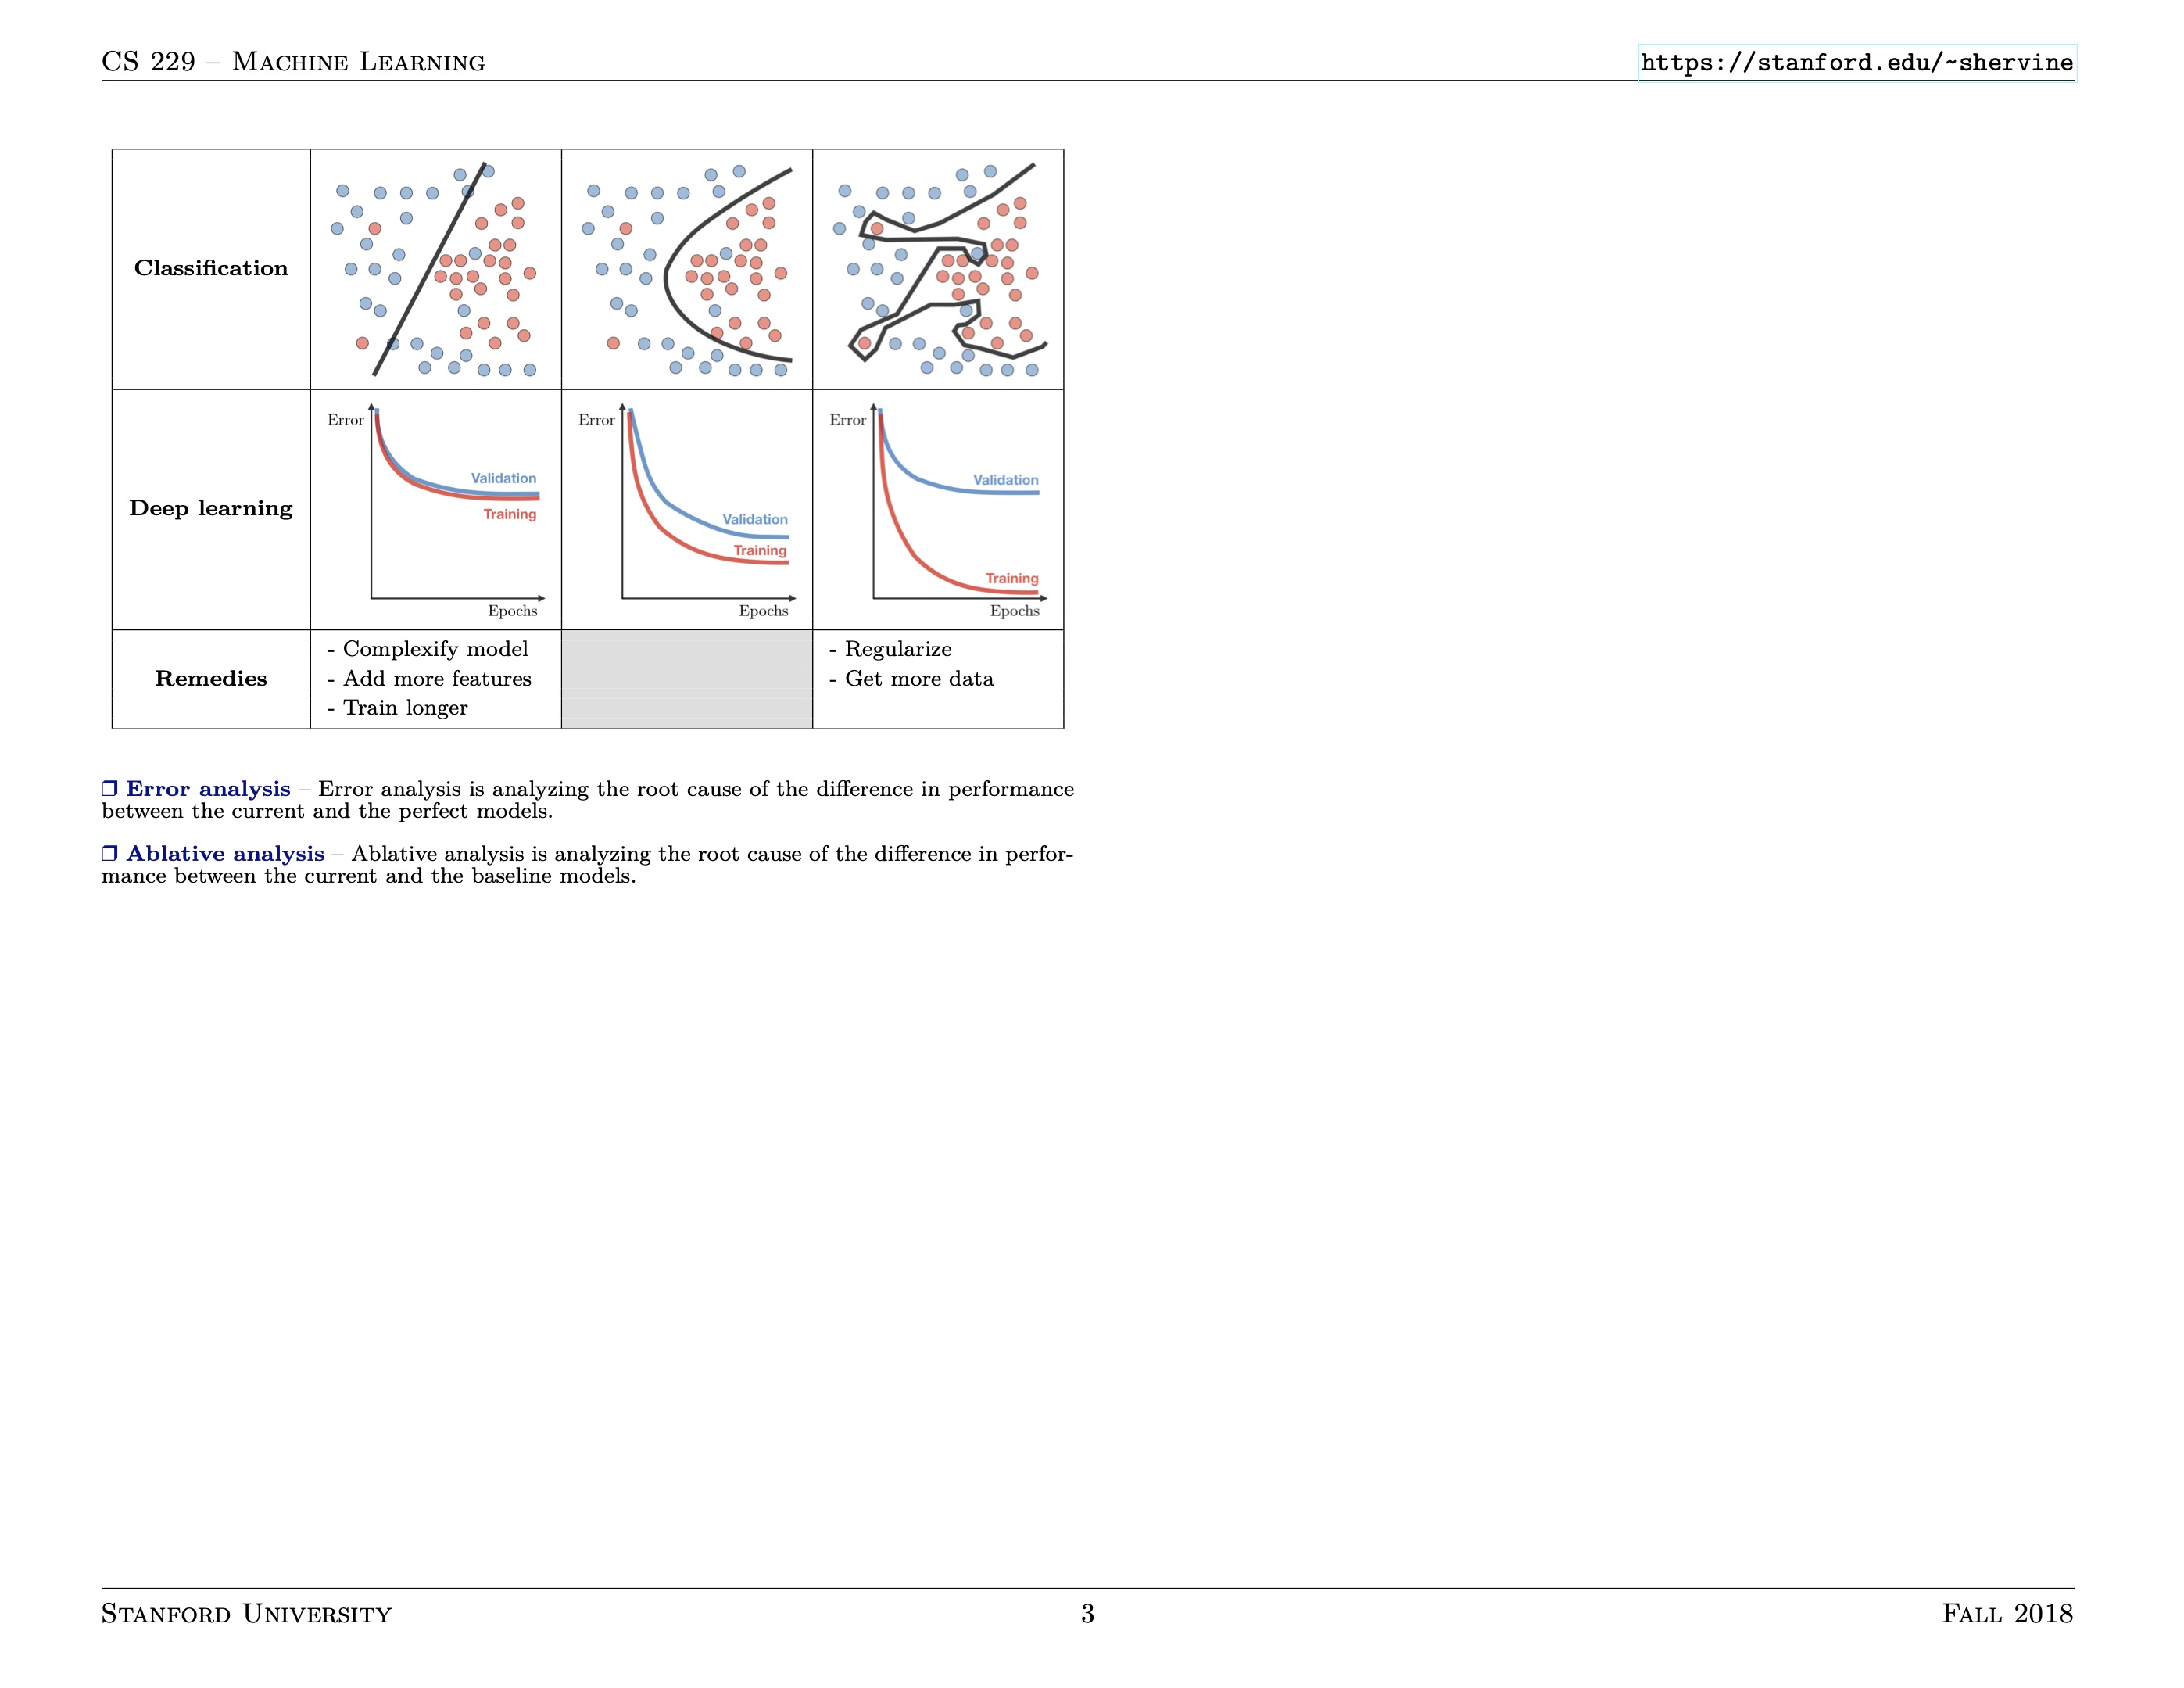 CS 229 – Machine Learning
https://stanford.edu/~shervine
Classification
Deep learning
Error
Validation
Training
Epochs
Error
Validation
Training
Epochs
Error
Validation
Training
Epochs
Remedies
- Complexify model
- Add more features
- Train longer
- Regularize
- Get more data
❒ Error analysis – Error analysis is analyzing the root cause of the difference in performance
between the current and the perfect models.
❒ Ablative analysis – Ablative analysis is analyzing the root cause of the difference in perfor-
mance between the current and the baseline models.
Stanford University
3
Fall 2018